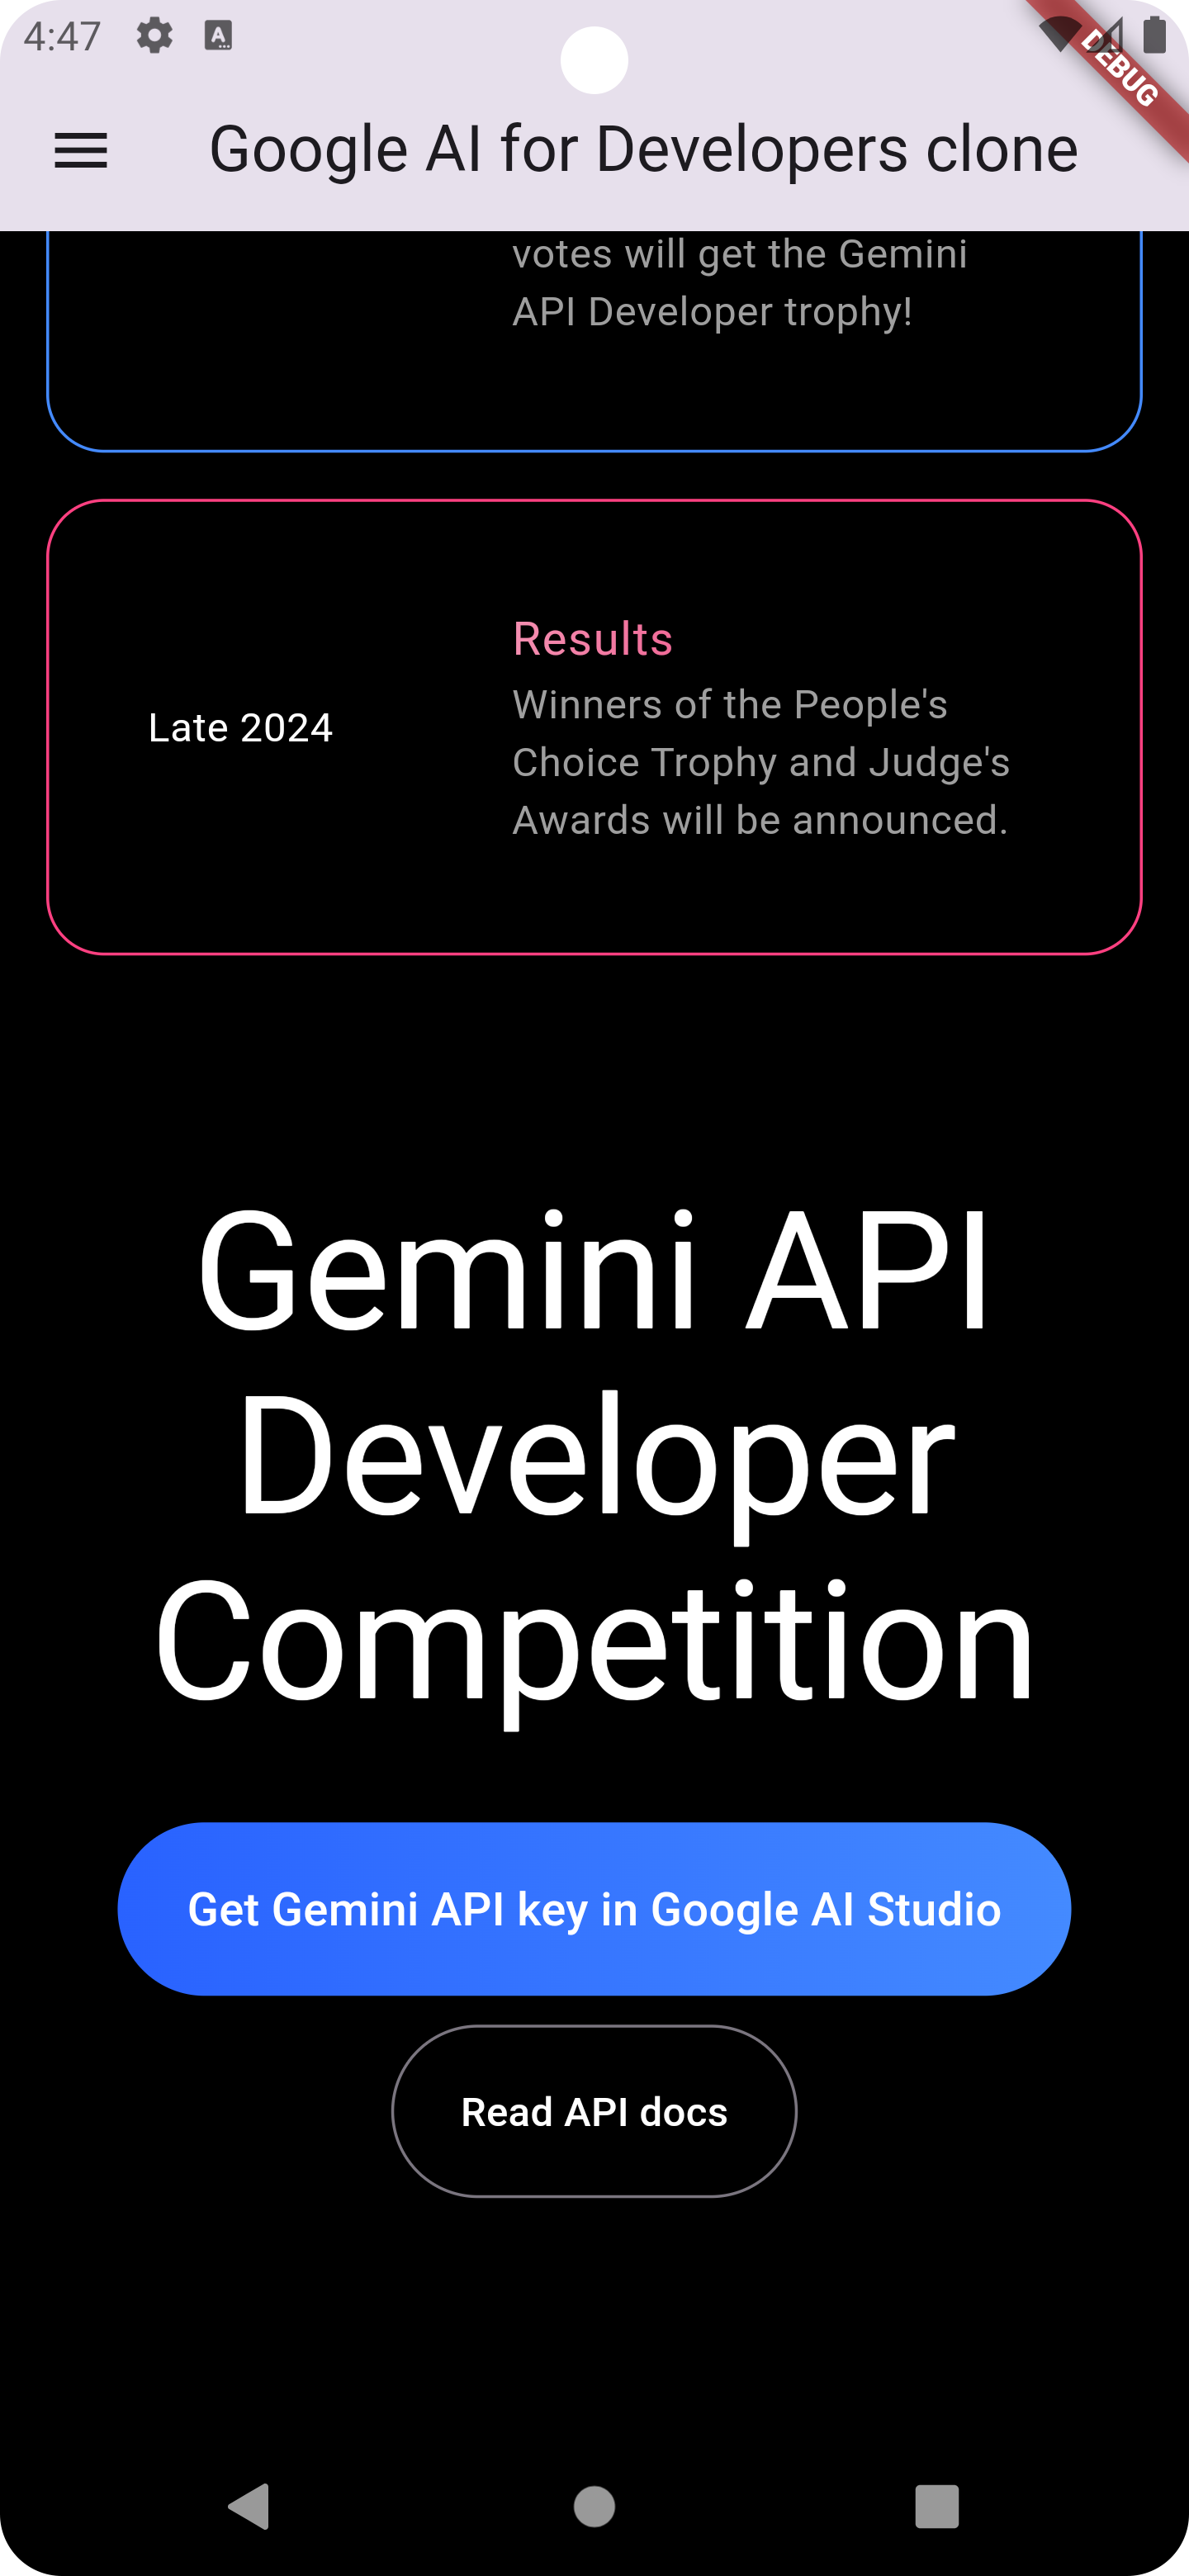 4:47
DEBUG
Google AI for Developers clone
votes will get the Gemini
API Developer trophy!
Late 2024
Results
Winners of the People's
Choice Trophy and Judge's
Awards will be announced.
Gemini API
Developer
Competition
Get Gemini API key in Google AI Studio
Read API docs